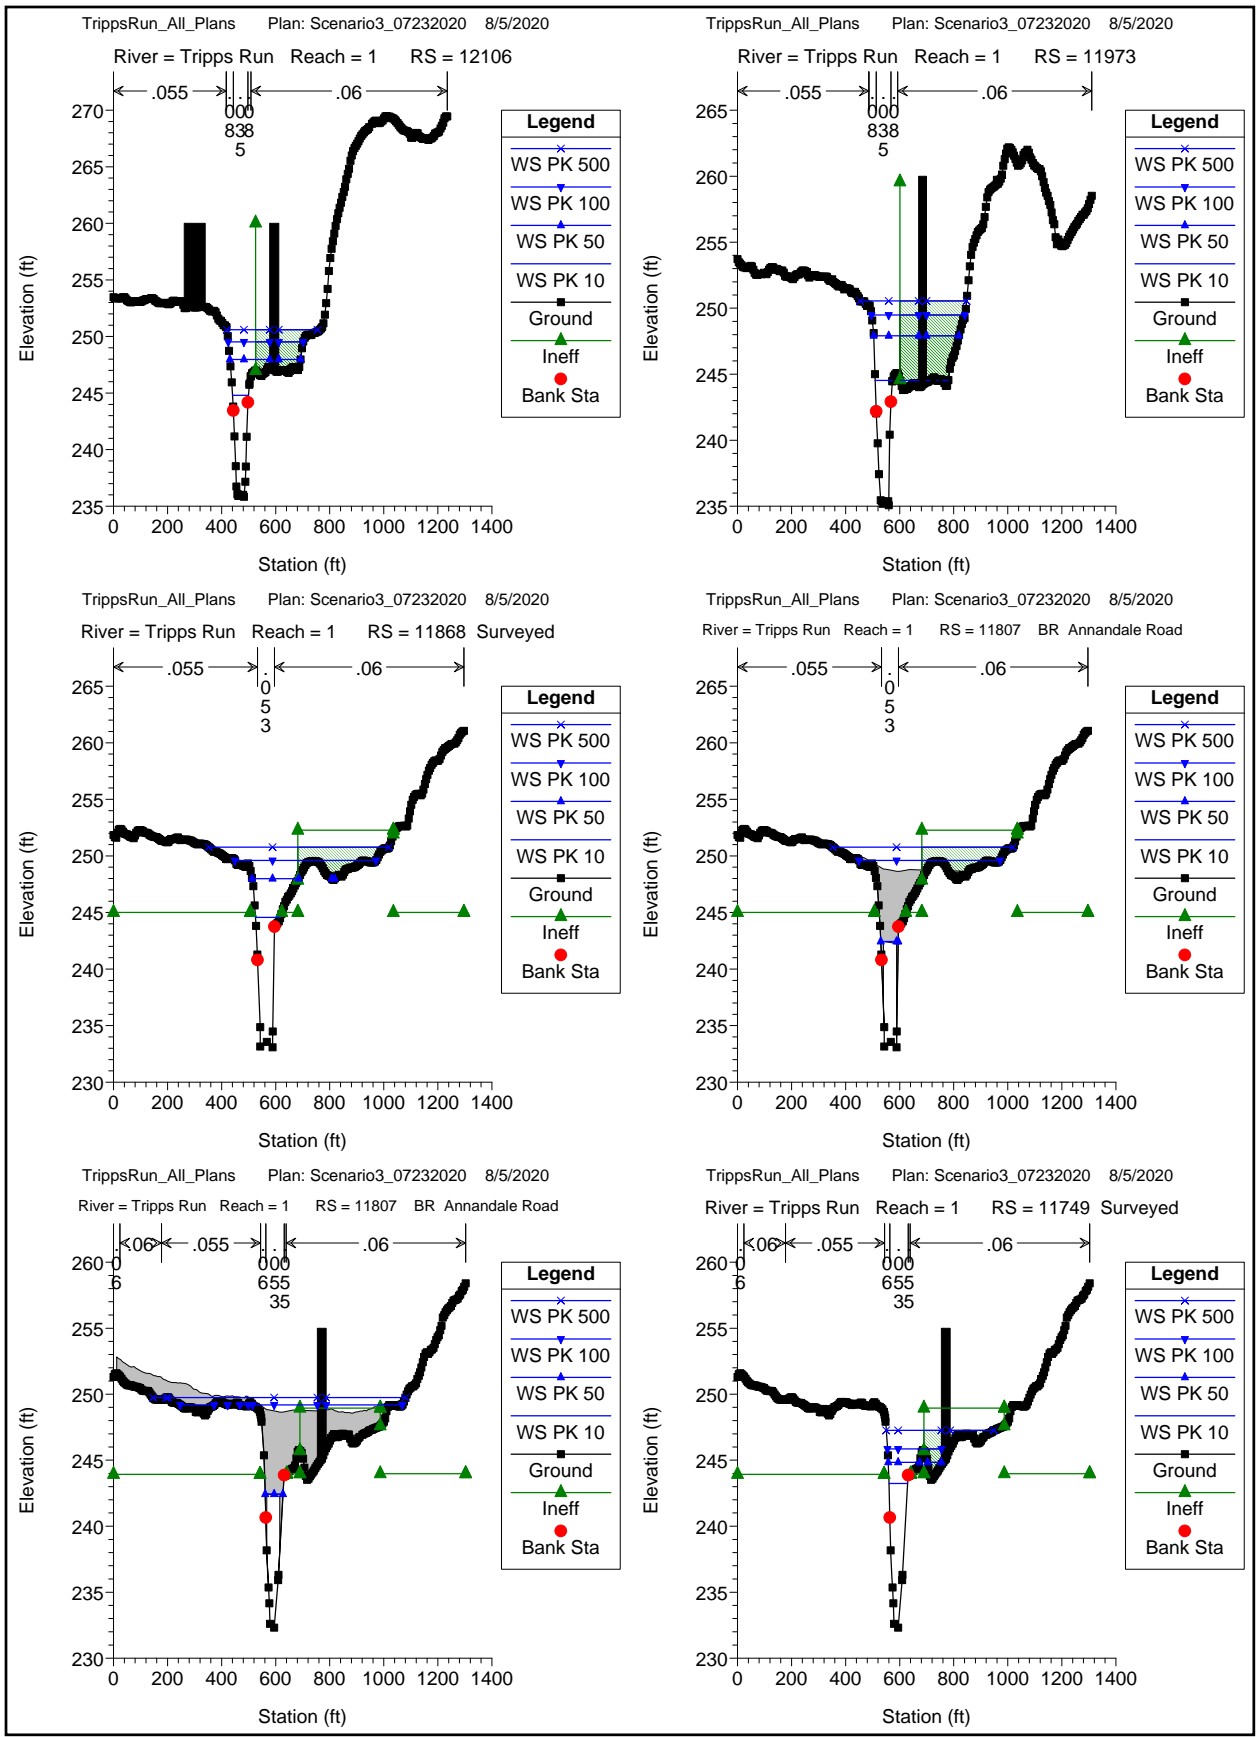 TrippsRun_All_Plans Plan: Scenario3_07232020 8/5/2020
River = Tripps Run Reach = 1 RS = 12106
.055 .083 .035 .08 .06
270
265
260
255
250
245
240
235
0 200 400 600 800 1000 1200 1400
Station (ft)
Elevation (ft)
Legend
WS PK 500
WS PK 100
WS PK 50
WS PK 10
Ground
Ineff
Bank Sta
TrippsRun_All_Plans Plan: Scenario3_07232020 8/5/2020
River = Tripps Run Reach = 1 RS = 11973
.055 .08 .035 .08 .06
265
260
255
250
245
240
235
0 200 400 600 800 1000 1200 1400
Station (ft)
Elevation (ft)
Legend
WS PK 500
WS PK 100
WS PK 50
WS PK 10
Ground
Ineff
Bank Sta
TrippsRun_All_Plans Plan: Scenario3_07232020 8/5/2020
River = Tripps Run Reach = 1 RS = 11868 Surveyed
.055 .053 .06
265
260
255
250
245
240
235
230
0 200 400 600 800 1000 1200 1400
Station (ft)
Elevation (ft)
Legend
WS PK 500
WS PK 100
WS PK 50
WS PK 10
Ground
Ineff
Bank Sta
TrippsRun_All_Plans Plan: Scenario3_07232020 8/5/2020
River = Tripps Run Reach = 1 RS = 11807 BR Annandale Road
.055 .053 .06
265
260
255
250
245
240
235
230
0 200 400 600 800 1000 1200 1400
Station (ft)
Elevation (ft)
Legend
WS PK 500
WS PK 100
WS PK 50
WS PK 10
Ground
Ineff
Bank Sta
TrippsRun_All_Plans Plan: Scenario3_07232020 8/5/2020
River = Tripps Run Reach = 1 RS = 11807 BR Annandale Road
.06 .06 .055 .06 .053 .055 .06
260
255
250
245
240
235
230
0 200 400 600 800 1000 1200 1400
Station (ft)
Elevation (ft)
Legend
WS PK 500
WS PK 100
WS PK 50
WS PK 10
Ground
Ineff
Bank Sta
TrippsRun_All_Plans Plan: Scenario3_07232020 8/5/2020
River = Tripps Run Reach = 1 RS = 11749 Surveyed
.06 .06 .055 .06 .053 .055 .06
260
255
250
245
240
235
230
0 200 400 600 800 1000 1200 1400
Station (ft)
Elevation (ft)
Legend
WS PK 500
WS PK 100
WS PK 50
WS PK 10
Ground
Ineff
Bank Sta